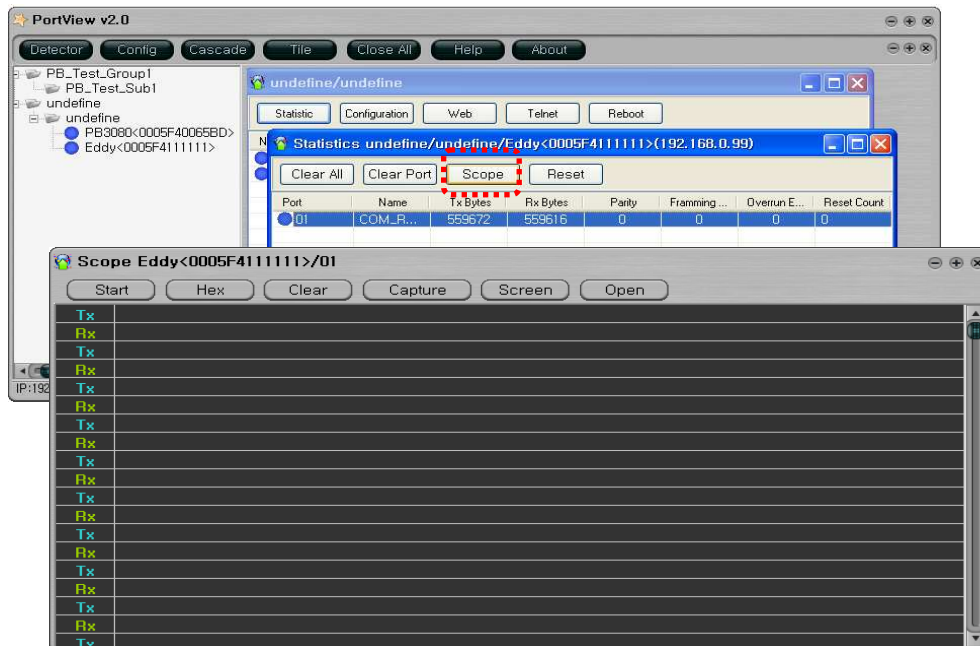 PortView v2.0
Detector Config Cascade Tile Close All Help About
PB_Test_Group1
PB_Test_Sub1
undefine
undefine
PB3080<0005F40065BD>
Eddy<0005F4111111>
undefine/undefine
Statistic Configuration Web Telnet Reboot
N
Statistics undefine/undefine/Eddy<0005F4111111>(192.168.0.99)
Clear All Clear Port Scope Reset
Port Name Tx Bytes Rx Bytes Parity Framming ... Overrun E... Reset Count
01 COM_R... 559672 559616 0 0 0 0
IP:192
Scope Eddy<0005F4111111>/01
Start Hex Clear Capture Screen Open
Tx
Rx
Tx
Rx
Tx
Rx
Tx
Rx
Tx
Rx
Tx
Rx
Tx
Rx
Tx
Rx
Tx
Rx
Tx